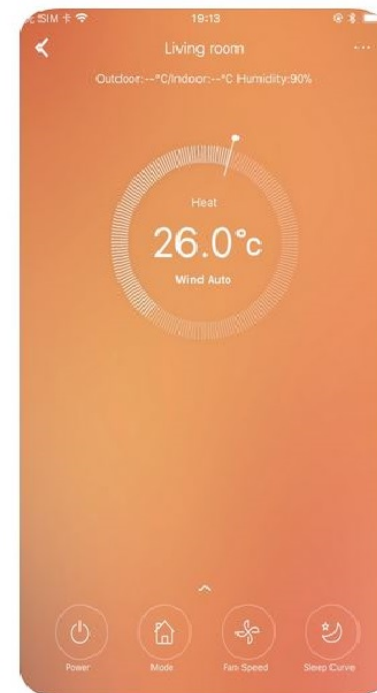 SIM 19:13
Living room
Outdoor:--°C/Indoor:--°C Humidity:90%
Heat
26.0°c
Wind Auto
Power Mode Fan Speed Sleep Curve